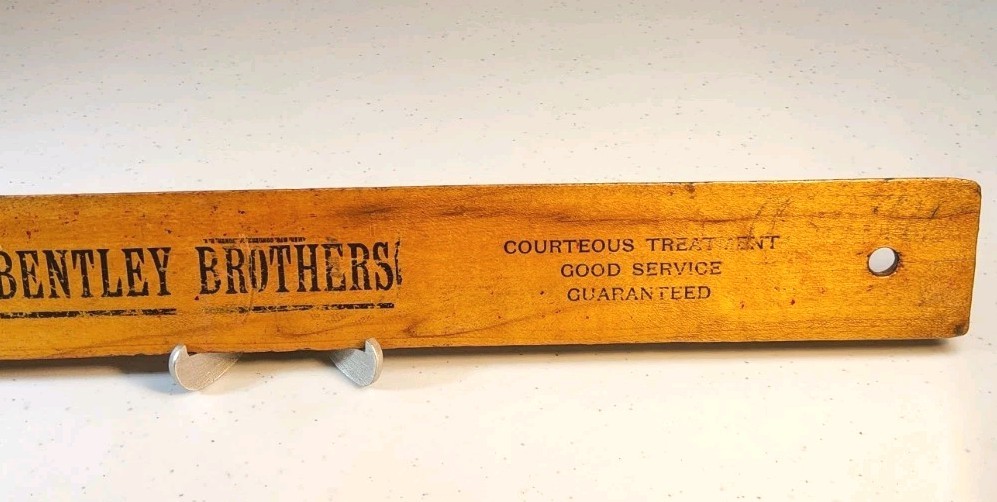 BENTLEY BROTHERS
COURTEOUS TREATMENT
GOOD SERVICE
GUARANTEED